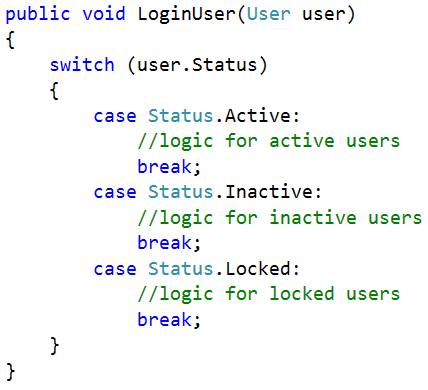 public void LoginUser(User user)
{
    switch (user.Status)
    {
        case Status.Active:
            //logic for active users
            break;
        case Status.Inactive:
            //logic for inactive users
            break;
        case Status.Locked:
            //logic for locked users
            break;
    }
}